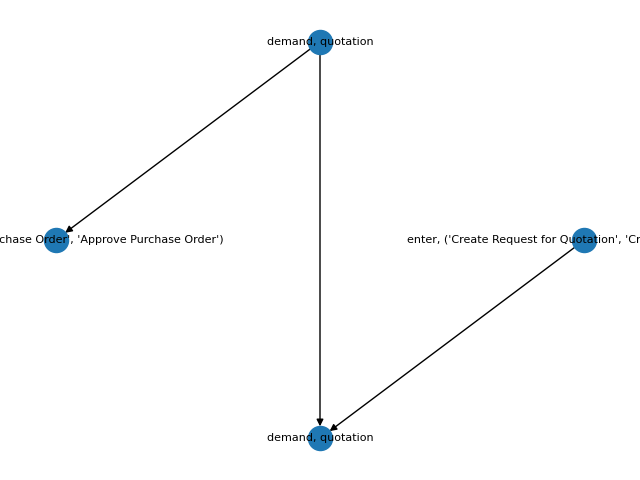 demand, quotation
chase Order', 'Approve Purchase Order')
enter, ('Create Request for Quotation', 'Cr
demand, quotation